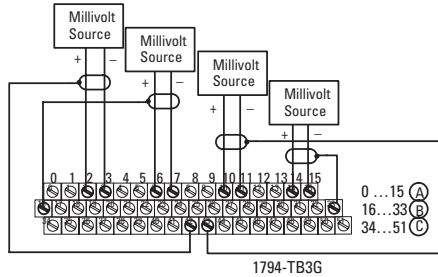 Millivolt
Source
+ –
Millivolt
Source
+ –
Millivolt
Source
+ –
Millivolt
Source
+ –
0 1 2 3 4 5 6 7 8 9 10 11 12 13 14 15
0…15 A
16…33 B
34…51 C
1794-TB3G